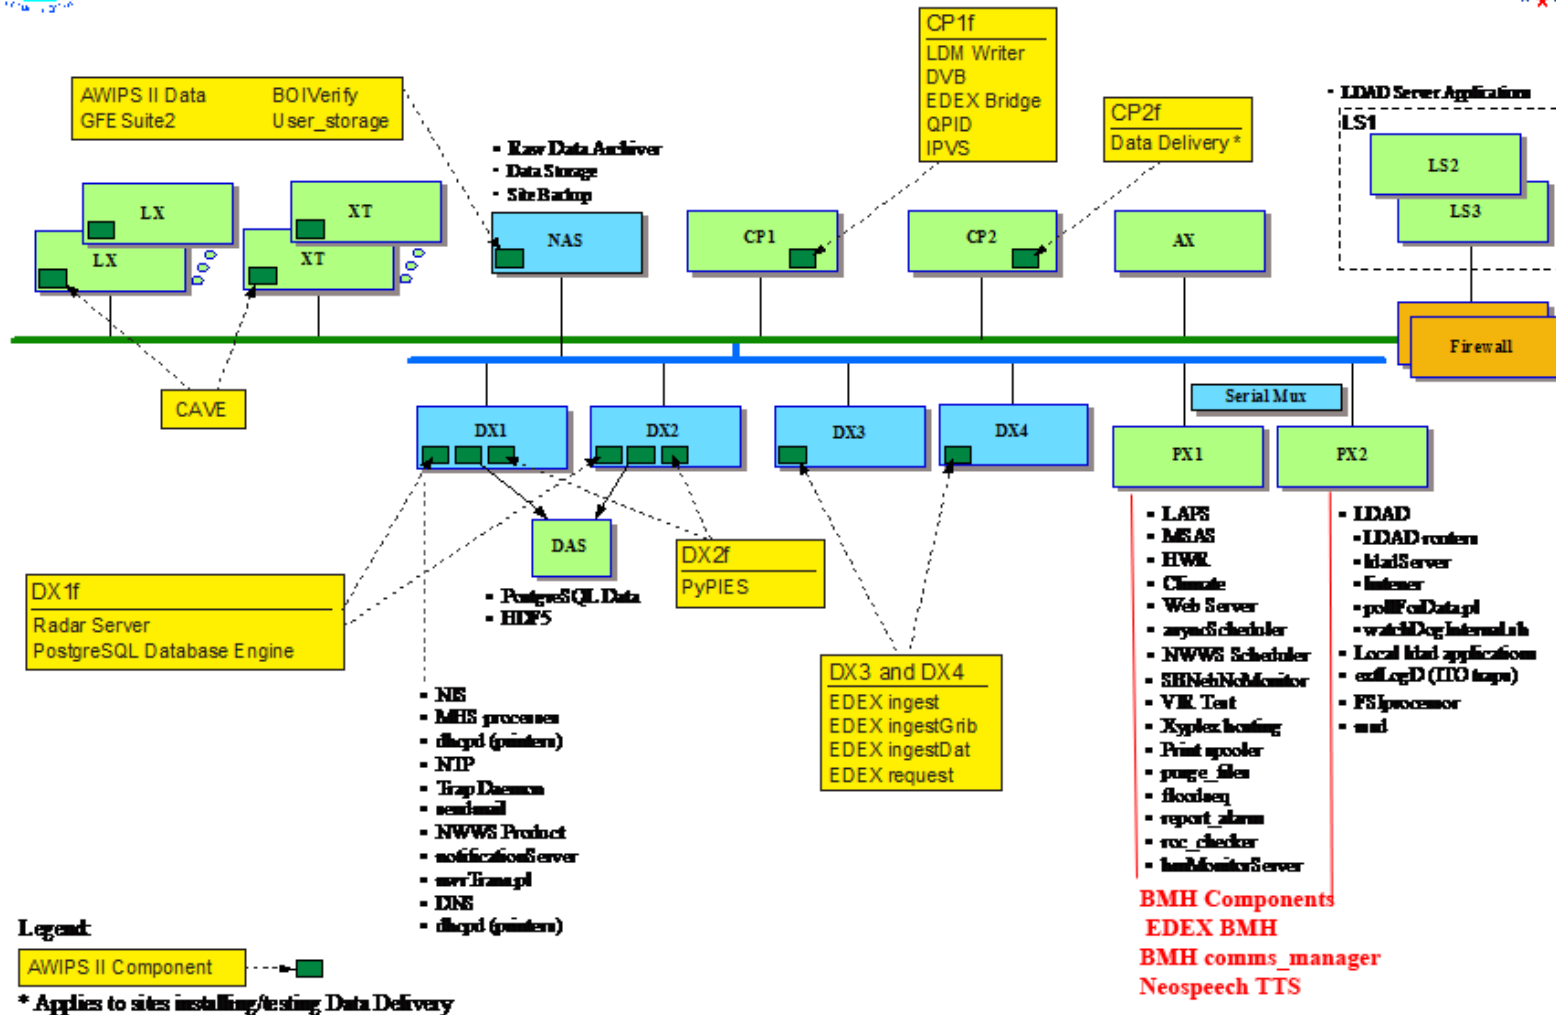 CP1f
LDM Writer
DVB
EDEX Bridge
QPID
IPVS
AWIPS II Data BOIVerify
GFE Suite2 User_storage
CP2f
Data Delivery *
▪ LDAD Server Applications
LS1
LS2
LS3
▪ Raw Data Archiver
▪ Data Storage
▪ Site Backup
LX
LX
XT
XT
NAS
CP1
CP2
AX
Firewall
CAVE
Serial Mux
DX1
DX2
DX3
DX4
PX1
PX2
DAS
▪ PostgreSQL Data
▪ HDF5
DX1f
Radar Server
PostgreSQL Database Engine
DX2f
PyPIES
DX3 and DX4
EDEX ingest
EDEX ingestGrib
EDEX ingestDat
EDEX request
▪ NIS
▪ MHS processes
▪ dhcpd (printers)
▪ NTP
▪ Trap Daemon
▪ sendmail
▪ NWWS Product
▪ notificationServer
▪ nwrTrans.pl
▪ DNS
▪ dhcpd (printers)
▪ LAPS
▪ MSAS
▪ HWR
▪ Climate
▪ Web Server
▪ asyncScheduler
▪ NWWS Scheduler
▪ VIR Test
▪ Xyplex hosting
▪ Print spooler
▪ purge_files
▪ floodseq
▪ report_alarm
▪ roc_checker
▪ hmMonitorServer
BMH Components
EDEX BMH
BMH comms_manager
Neospeech TTS
▪ LDAD
▪ LDAD routers
▪ ldadServer
▪ listener
▪ pollForData.pl
▪ watchDogInternal.sh
▪ Local ldad applications
▪ extLogD (ITO traps)
▪ FSIprocessor
Legend:
AWIPS II Component
* Applies to sites installing/testing Data Delivery